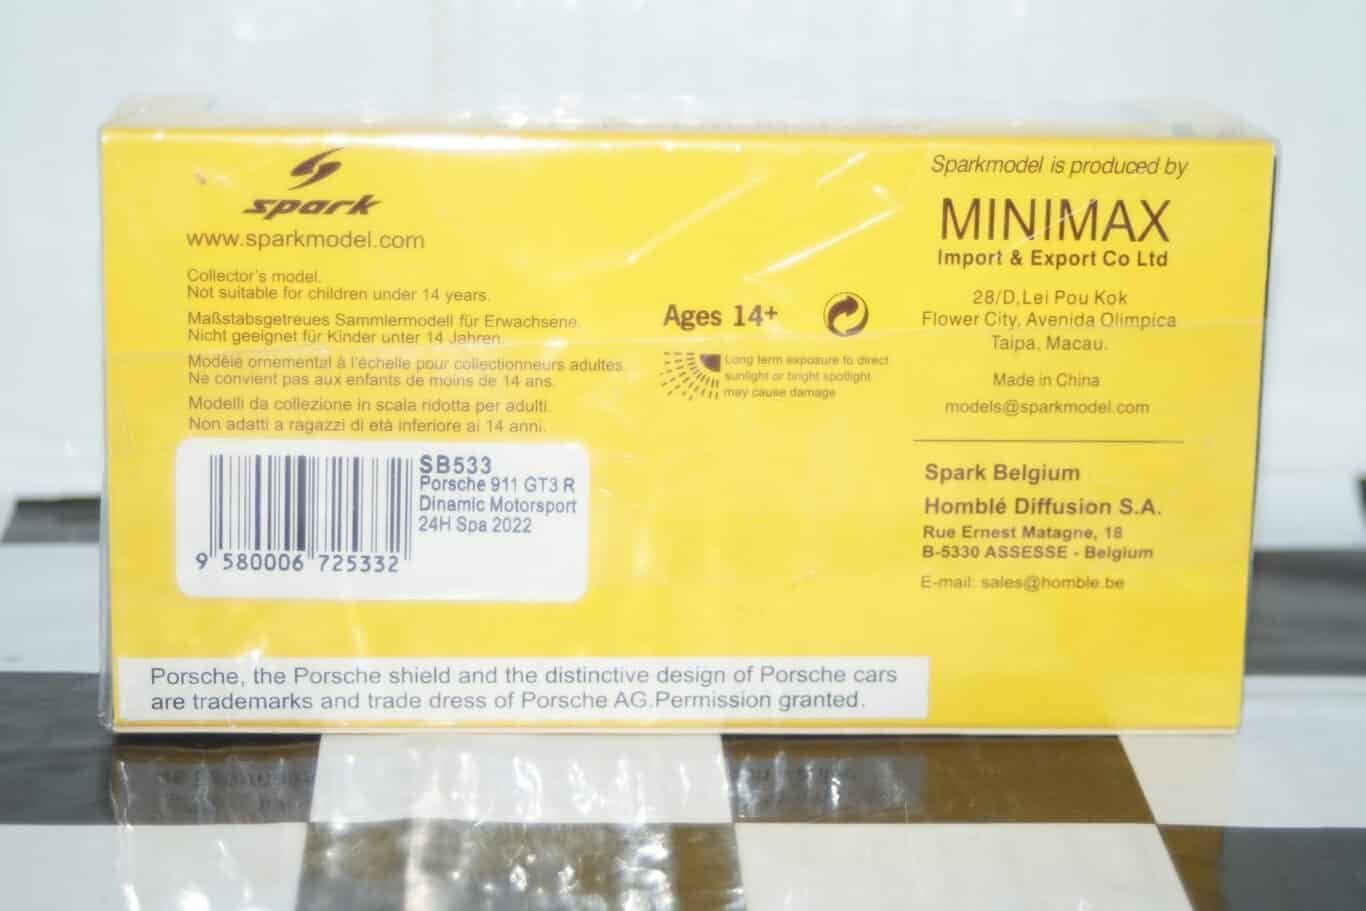 spark
www.sparkmodel.com
Collector's model.
Not suitable for children under 14 years.
Maßstabsgetreues Sammlermodell für Erwachsene.
Nicht geeignet für Kinder unter 14 Jahren.
Modèle ornemental à l'échelle pour collectionneurs adultes.
Ne convient pas aux enfants de moins de 14 ans.
Modelli da collezione in scala ridotta per adulti.
Non adatti a ragazzi di età inferiore ai 14 anni.
SB533
Porsche 911 GT3 R
Dinamic Motorsport
24H Spa 2022
9 580006 725332
Ages 14+
Long term exposure to direct
sunlight or bright spotlight
may cause damage
Sparkmodel is produced by
MINIMAX
Import & Export Co Ltd
28/D,Lei Pou Kok
Flower City, Avenida Olimpica
Taipa, Macau.
Made in China
models@sparkmodel.com
Spark Belgium
Homblé Diffusion S.A.
Rue Ernest Matagne, 18
B-5330 ASSESSE - Belgium
E-mail: sales@homble.be
Porsche, the Porsche shield and the distinctive design of Porsche cars
are trademarks and trade dress of Porsche AG.Permission granted.